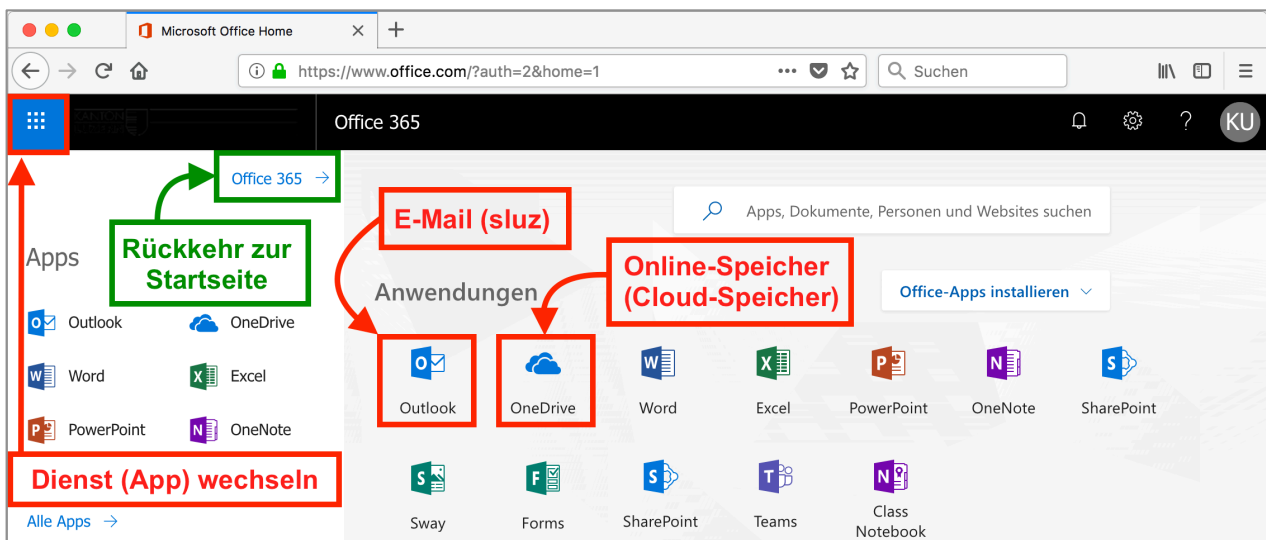 Microsoft Office Home
https://www.office.com/?auth=2&home=1
Suchen
KANTON
Office 365
KU
Office 365
E-Mail (sluz)
Apps, Dokumente, Personen und Websites suchen
Rückkehr zur
Startseite
Apps
Online-Speicher
(Cloud-Speicher)
Anwendungen
Office-Apps installieren
Outlook
OneDrive
Word
Excel
PowerPoint
OneNote
Outlook
OneDrive
Word
Excel
PowerPoint
OneNote
SharePoint
Dienst (App) wechseln
Alle Apps
Sway
Forms
SharePoint
Teams
Class
Notebook